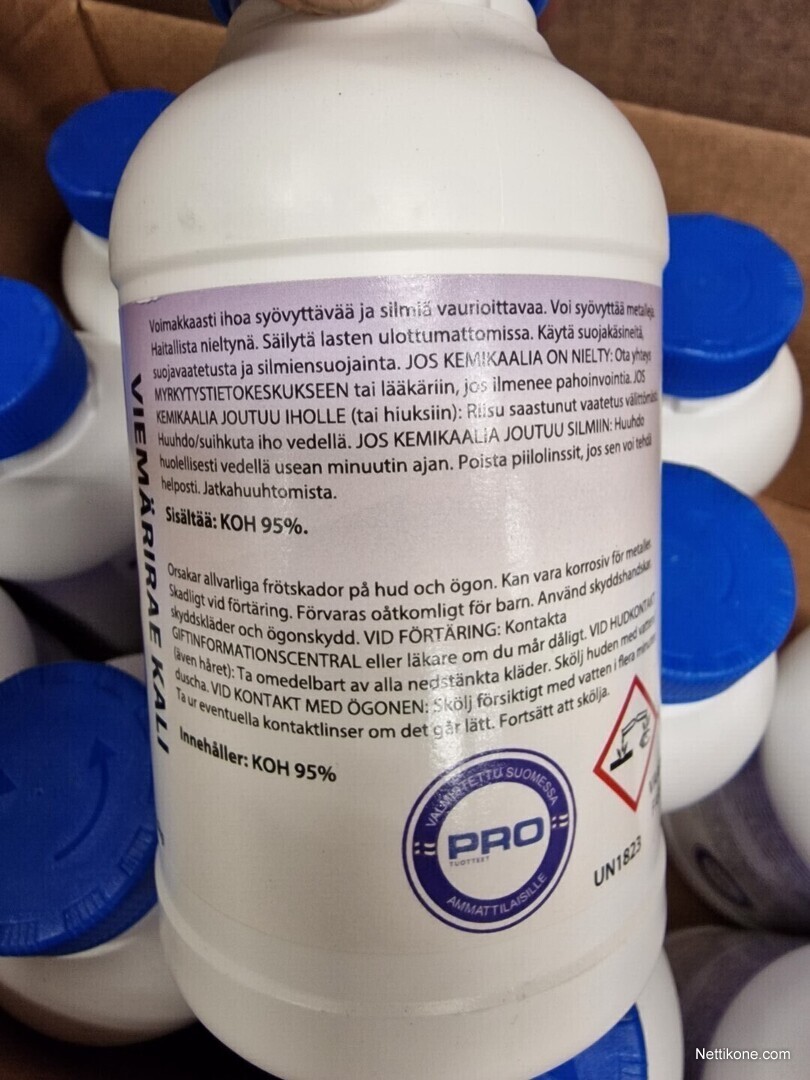 Voimakkaasti ihoa syövyttävää ja silmiä vaurioittavaa. Voi syövyttää metalleja.
Haitallista nieltynä. Säilytä lasten ulottumattomissa. Käytä suojakäsineitä,
suojavaatetusta ja silmiensuojainta. JOS KEMIKAALIA ON NIELTY: Ota yhteys
MYRKYTYSTIETOKESKUKSEEN tai lääkäriin, jos ilmenee pahoinvointia. JOS
KEMIKAALIA JOUTUU IHOLLE (tai hiuksiin): Riisu saastunut vaatetus välittömästi.
Huuhdo/suihkuta iho vedellä. JOS KEMIKAALIA JOUTUU SILMIIN: Huuhdo
huolellisesti vedellä usean minuutin ajan. Poista piilolinssit, jos sen voi tehdä
helposti. Jatkahuuhtomista.
Sisältää: KOH 95%.
Orsakar allvarliga frötskador på hud och ögon. Kan vara korrosiv för metaller.
Skadligt vid förtäring. Förvaras oåtkomligt för barn. Använd skyddshandskar,
skyddskläder och ögonskydd. VID FÖRTÄRING: Kontakta
GIFTINFORMATIONSCENTRAL eller läkare om du mår dåligt. VID HUDKONTAKT
(även håret): Ta omedelbart av alla nedstänkta kläder. Skölj huden med vatten
duscha. VID KONTAKT MED ÖGONEN: Skölj försiktigt med vatten i flera minuter
Ta ur eventuella kontaktlinser om det går lätt. Fortsätt att skölja.
Innehåller: KOH 95%
VIEMÄRIRAE KALI
VALMISTETTU SUOMESSA
PRO
TUOTTEET
AMMATTILAISILLE
UN1823
Nettikone.com